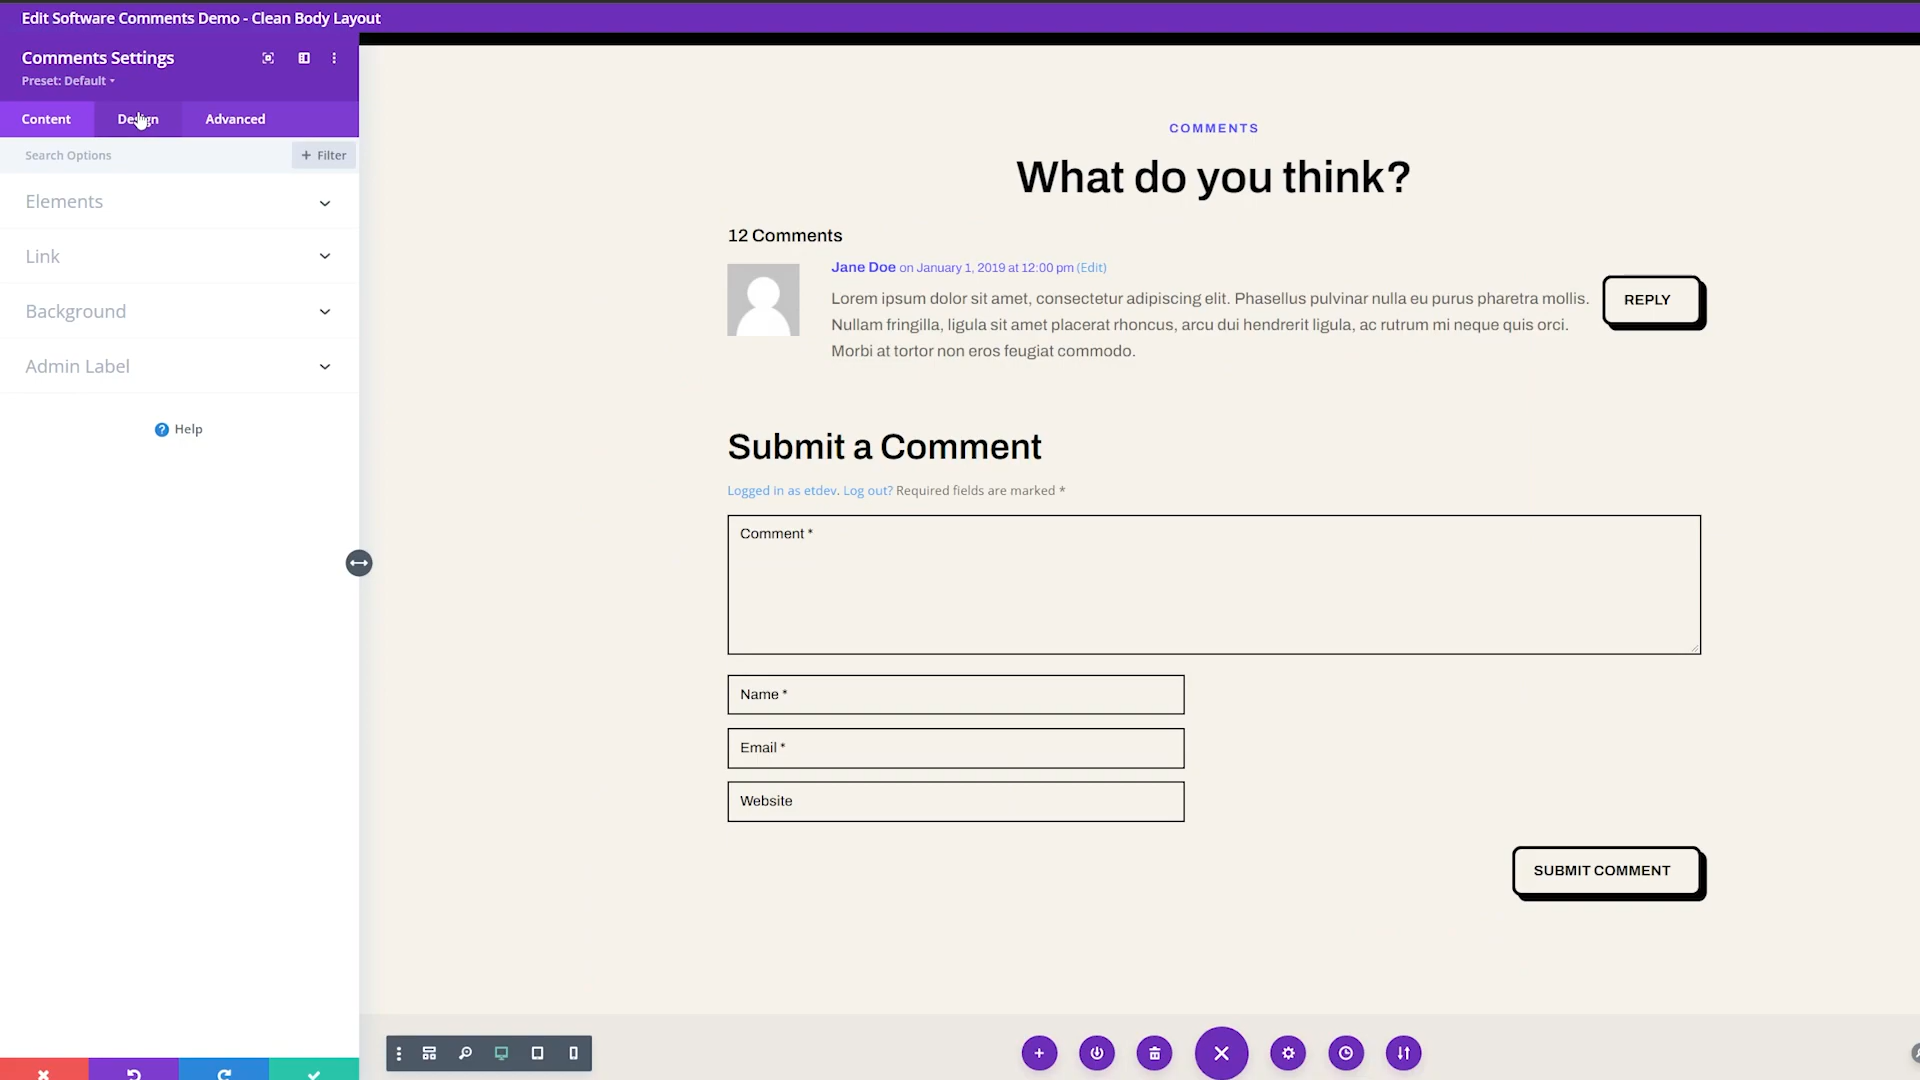 Edit Software Comments Demo - Clean Body Layout
Comments Settings
Preset: Default
Content
Design
Advanced
Search Options
+ Filter
Elements
Link
Background
Admin Label
? Help
COMMENTS
What do you think?
12 Comments
Jane Doe on January 1, 2019 at 12:00 pm (Edit)
Lorem ipsum dolor sit amet, consectetur adipiscing elit. Phasellus pulvinar nulla eu purus pharetra mollis.
Nullam fringilla, ligula sit amet placerat rhoncus, arcu dui hendrerit ligula, ac rutrum mi neque quis orci.
Morbi at tortor non eros feugiat commodo.
REPLY
Submit a Comment
Logged in as etdev. Log out? Required fields are marked *
Comment *
Name *
Email *
Website
SUBMIT COMMENT